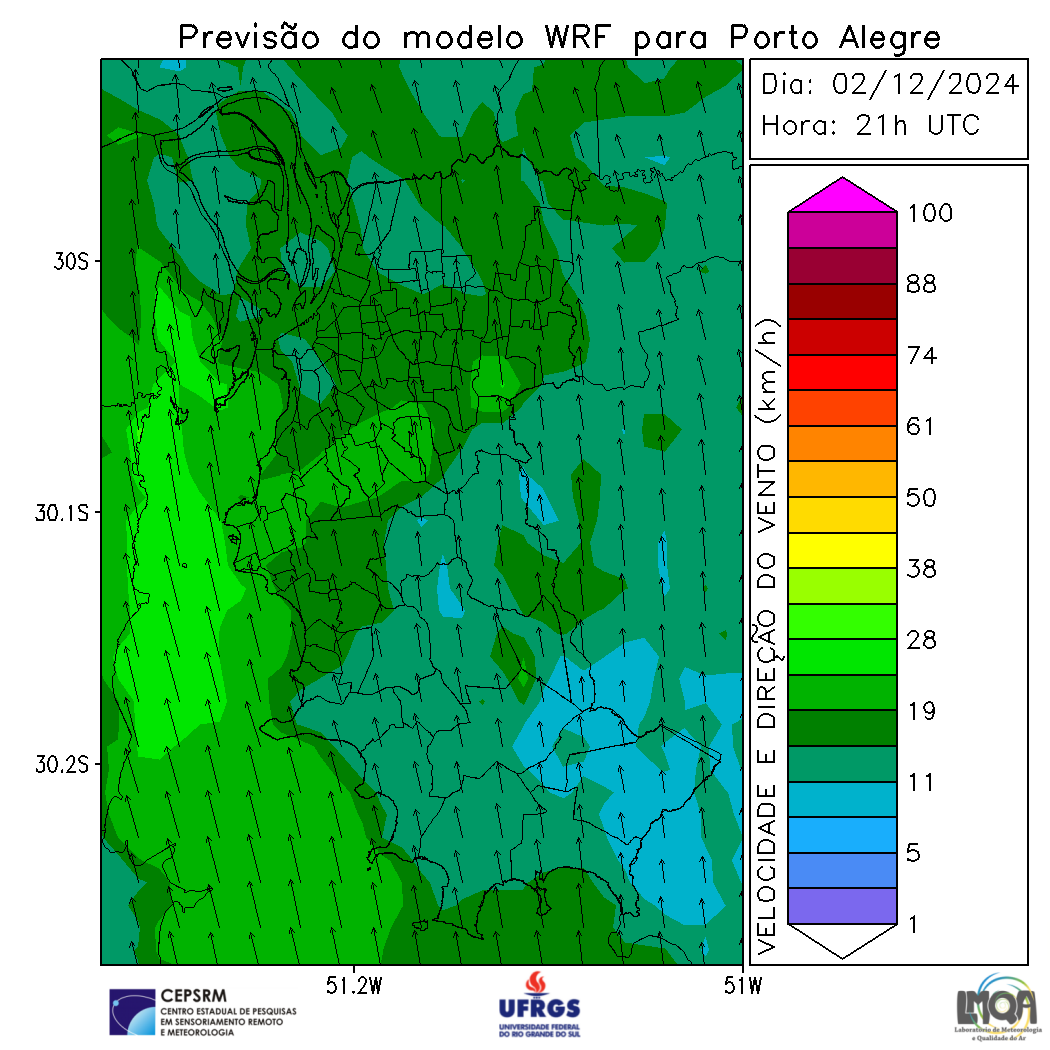 Previsão do modelo WRF para Porto Alegre
Dia: 02/12/2024
Hora: 21h UTC
30S
30.1S
30.2S
51.2W
51W
VELOCIDADE E DIREÇÃO DO VENTO (km/h)
100
88
74
61
50
38
28
19
11
5
1
CEPSRM
CENTRO ESTADUAL DE PESQUISAS
EM SENSORIAMENTO REMOTO
E METEOROLOGIA
UFRGS
UNIVERSIDADE FEDERAL
DO RIO GRANDE DO SUL
LMQA
Laboratório de Meteorologia
e Qualidade do Ar